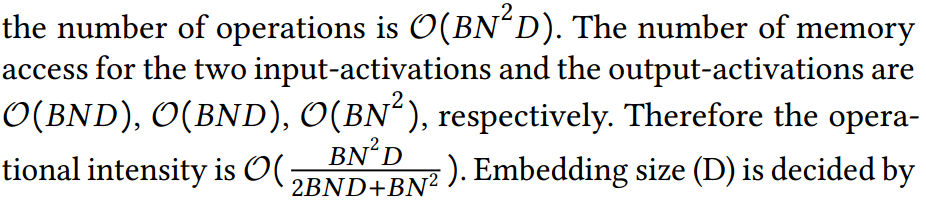 the number of operations is 𝒪(BN²D). The number of memory
access for the two input-activations and the output-activations are
𝒪(BND), 𝒪(BND), 𝒪(BN²), respectively. Therefore the opera-
tional intensity is 𝒪(BN²D / 2BND+BN²). Embedding size (D) is decided by